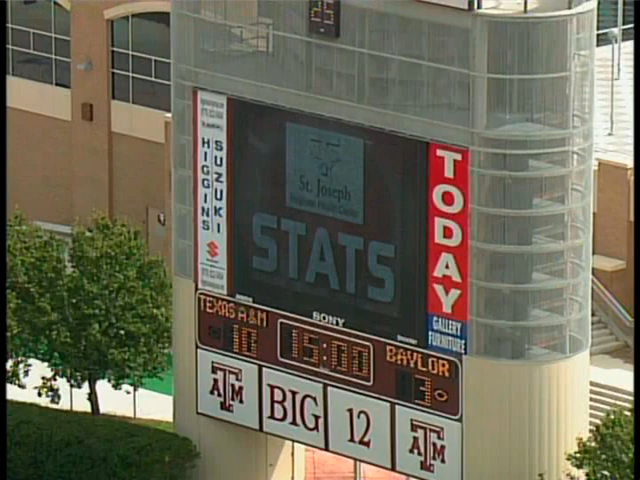 25
HIGGINS
SUZUKI
St. Joseph
STATS
TODAY
GALLERY
FURNITURE
SONY
TEXAS A&M
10
15:00
BAYLOR
3
ATM
BIG
12
ATM